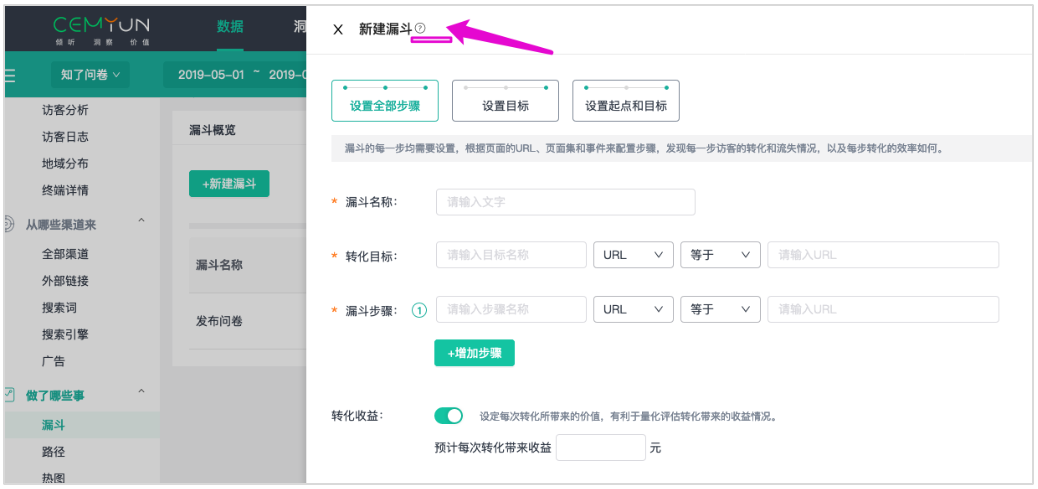 CEMYUN
倾听 洞察 价值
数据
洞
知了问卷
2019-05-01 ~ 2019-0
访客分析
访客日志
地域分布
终端详情
从哪些渠道来
全部渠道
外部链接
搜索词
搜索引擎
广告
做了哪些事
漏斗
路径
热图
漏斗概览
+新建漏斗
漏斗名称
发布问卷
X 新建漏斗?
设置全部步骤 设置目标 设置起点和目标
漏斗的每一步均需要设置，根据页面的URL、页面集和事件来配置步骤，发现每一步访客的转化和流失情况，以及每步转化的效率如何。
* 漏斗名称： 请输入文字
* 转化目标： 请输入目标名称 URL 等于 请输入URL
* 漏斗步骤： 1 请输入步骤名称 URL 等于 请输入URL
+增加步骤
转化收益： 设定每次转化所带来的价值，有利于量化评估转化带来的收益情况。
预计每次转化带来收益 元